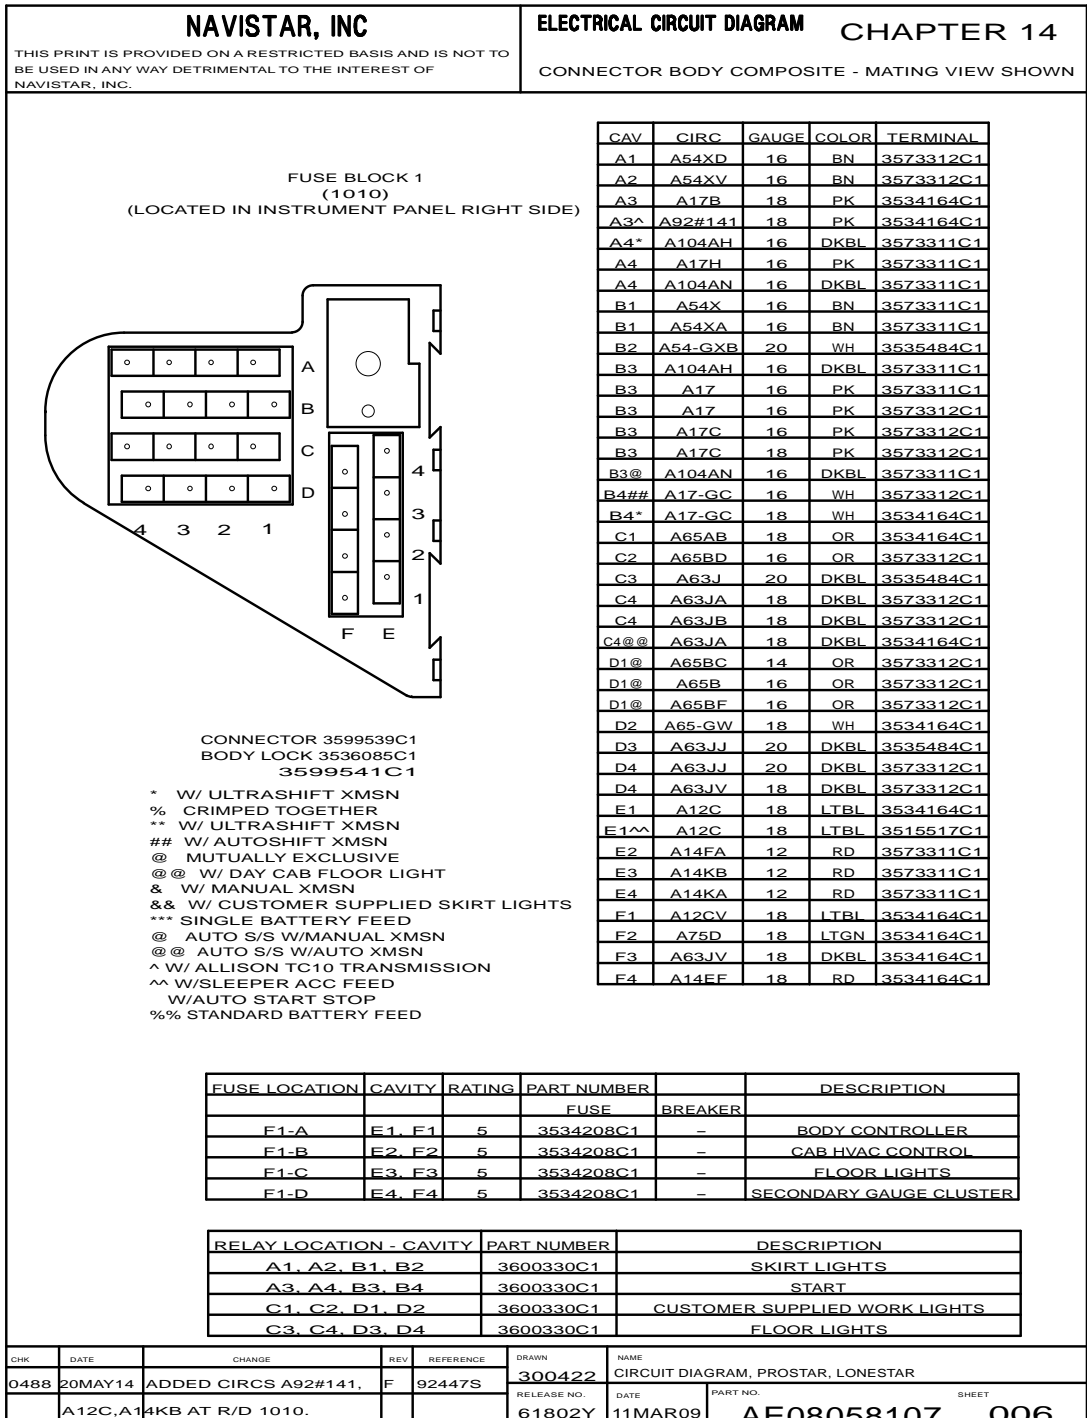 NAVISTAR, INC
THIS PRINT IS PROVIDED ON A RESTRICTED BASIS AND IS NOT TO
BE USED IN ANY WAY DETRIMENTAL TO THE INTEREST OF
NAVISTAR, INC.
ELECTRICAL CIRCUIT DIAGRAM CHAPTER 14
CONNECTOR BODY COMPOSITE - MATING VIEW SHOWN
FUSE BLOCK 1
(1010)
(LOCATED IN INSTRUMENT PANEL RIGHT SIDE)
A
B
C
D
4 3 2 1
4
3
2
1
F E
CONNECTOR 3599539C1
BODY LOCK 3536085C1
3599541C1
* W/ ULTRASHIFT XMSN
% CRIMPED TOGETHER
** W/ ULTRASHIFT XMSN
## W/ AUTOSHIFT XMSN
@ MUTUALLY EXCLUSIVE
@@ W/ DAY CAB FLOOR LIGHT
& W/ MANUAL XMSN
&& W/ CUSTOMER SUPPLIED SKIRT LIGHTS
*** SINGLE BATTERY FEED
@ AUTO S/S W/MANUAL XMSN
@@ AUTO S/S W/AUTO XMSN
^ W/ ALLISON TC10 TRANSMISSION
^^ W/SLEEPER ACC FEED
W/AUTO START STOP
%% STANDARD BATTERY FEED
CAV CIRC GAUGE COLOR TERMINAL
A1 A54XD 16 BN 3573312C1
A2 A54XV 16 BN 3573312C1
A3 A17B 18 PK 3534164C1
A3^ A92#141 18 PK 3534164C1
A4* A104AH 16 DKBL 3573311C1
A4 A17H 16 PK 3573311C1
A4 A104AN 16 DKBL 3573311C1
B1 A54X 16 BN 3573311C1
B1 A54XA 16 BN 3573311C1
B2 A54-GXB 20 WH 3535484C1
B3 A104AH 16 DKBL 3573311C1
B3 A17 16 PK 3573311C1
B3 A17 16 PK 3573312C1
B3 A17C 16 PK 3573312C1
B3 A17C 18 PK 3573312C1
B3@ A104AN 16 DKBL 3573311C1
B4## A17-GC 16 WH 3573312C1
B4* A17-GC 18 WH 3534164C1
C1 A65AB 18 OR 3534164C1
C2 A65BD 16 OR 3573312C1
C3 A63J 20 DKBL 3535484C1
C4 A63JA 18 DKBL 3573312C1
C4 A63JB 18 DKBL 3573312C1
C4@@ A63JA 18 DKBL 3534164C1
D1@ A65BC 14 OR 3573312C1
D1@ A65B 16 OR 3573312C1
D1@ A65BF 16 OR 3573312C1
D2 A65-GW 18 WH 3534164C1
D3 A63JJ 20 DKBL 3535484C1
D4 A63JJ 20 DKBL 3573312C1
D4 A63JV 18 DKBL 3573312C1
E1 A12C 18 LTBL 3534164C1
E1^^ A12C 18 LTBL 3515517C1
E2 A14FA 12 RD 3573311C1
E3 A14KB 12 RD 3573311C1
E4 A14KA 12 RD 3573311C1
F1 A12CV 18 LTBL 3534164C1
F2 A75D 18 LTGN 3534164C1
F3 A63JV 18 DKBL 3534164C1
F4 A14EF 18 RD 3534164C1
FUSE LOCATION CAVITY RATING PART NUMBER DESCRIPTION
FUSE BREAKER
F1-A E1, F1 5 3534208C1 – BODY CONTROLLER
F1-B E2, F2 5 3534208C1 – CAB HVAC CONTROL
F1-C E3, F3 5 3534208C1 – FLOOR LIGHTS
F1-D E4, F4 5 3534208C1 – SECONDARY GAUGE CLUSTER
RELAY LOCATION - CAVITY PART NUMBER DESCRIPTION
A1, A2, B1, B2 3600330C1 SKIRT LIGHTS
A3, A4, B3, B4 3600330C1 START
C1, C2, D1, D2 3600330C1 CUSTOMER SUPPLIED WORK LIGHTS
C3, C4, D3, D4 3600330C1 FLOOR LIGHTS
CHK DATE CHANGE REV REFERENCE DRAWN NAME
0488 20MAY14 ADDED CIRCS A92#141, F 92447S 300422 CIRCUIT DIAGRAM, PROSTAR, LONESTAR
RELEASE NO. DATE PART NO. SHEET
A12C,A14KB AT R/D 1010. 61802Y 11MAR09 AE08058107 006